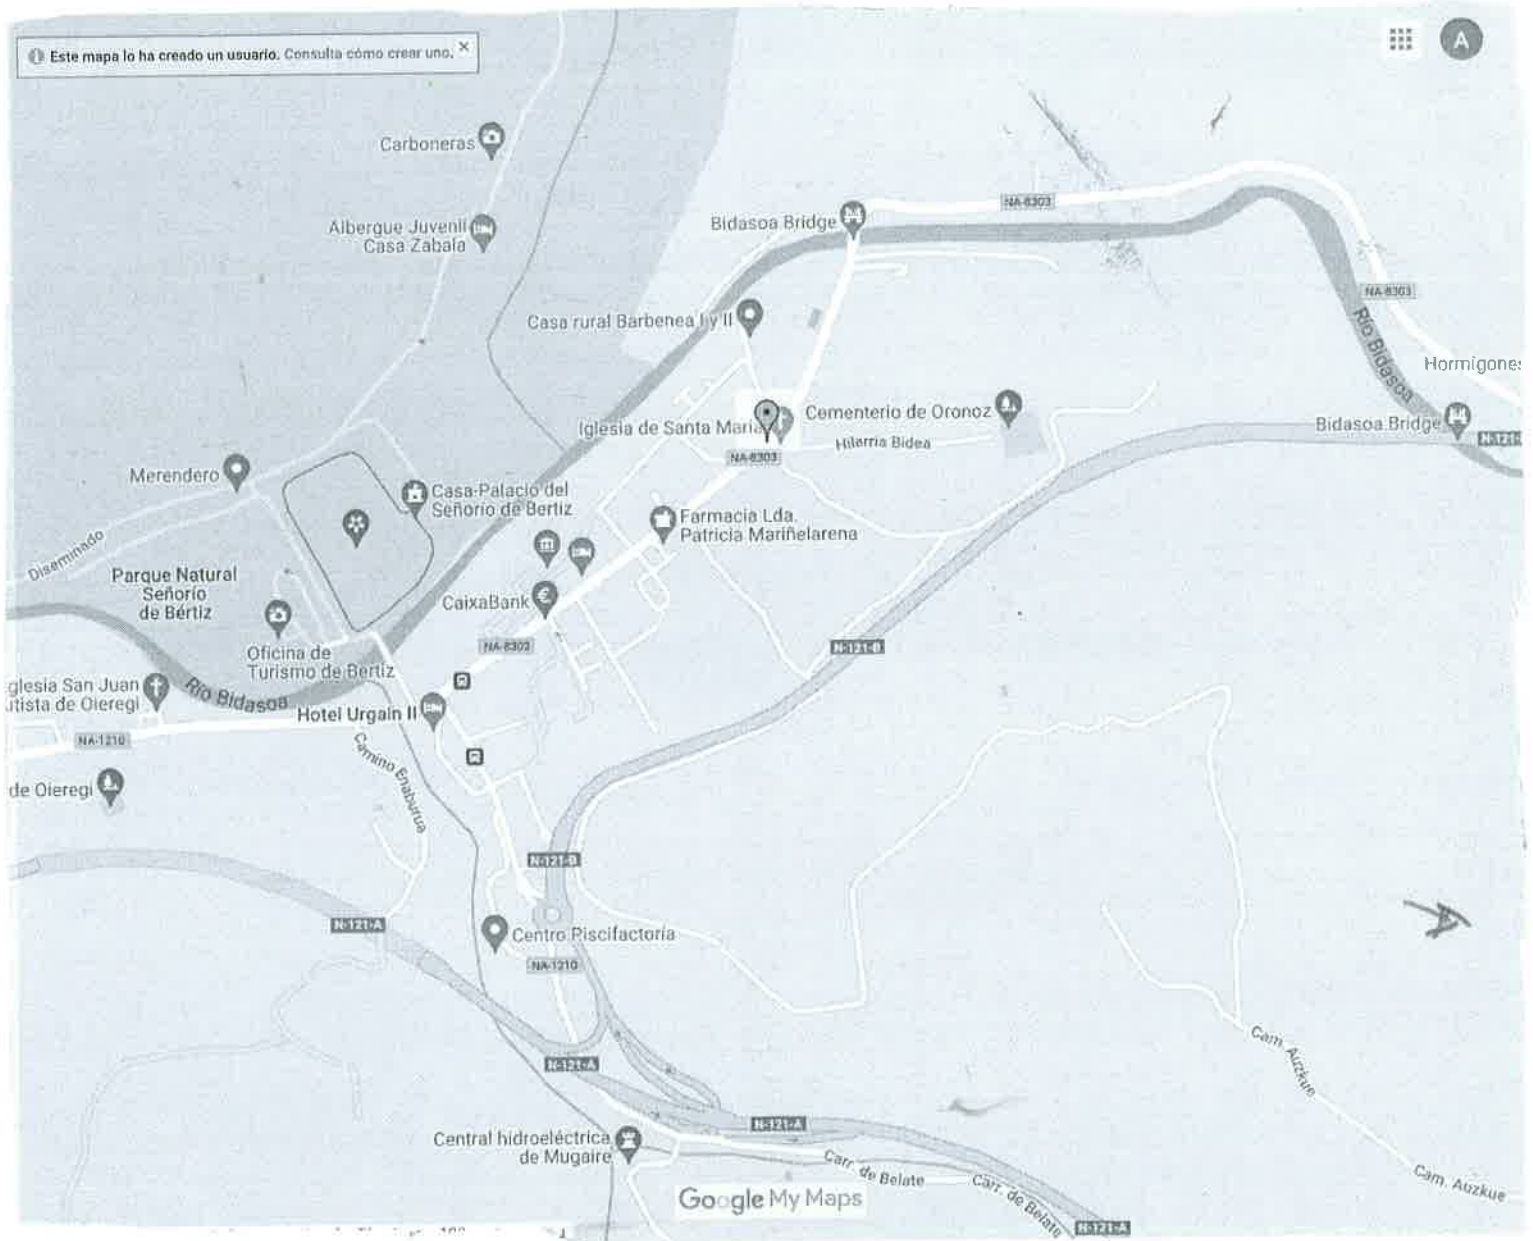 Este mapa lo ha creado un usuario. Consulta cómo crear uno. ×
A
Carboneras
Albergue Juvenil
Casa Zabala
Bidasoa Bridge
NA-8303
NA-8303
Río Bidasoa
Hormigones
Casa rural Barbenea I y II
Iglesia de Santa María
Cementerio de Oronoz
Hilerria Bidea
NA-8303
Bidasoa Bridge
N-121-
Merendero
Casa-Palacio del
Señorío de Bertiz
Farmacia Lda.
Patricia Mariñelarena
Diseminado
Parque Natural
Señorío
de Bértiz
CaixaBank
NA-8303
N-121-B
Oficina de
Turismo de Bertiz
glesia San Juan
utista de Oieregi
Río Bidasoa
Hotel Urgain II
NA-1210
Camino Enaburua
de Oieregi
N-121-B
N-121-A
Centro Piscifactoría
NA-1210
N-121-A
Cam. Auzkue
N-121-A
Central hidroeléctrica
de Mugaire
Carr. de Belate
Carr. de Belate
Cam. Auzkue
Google My Maps
N-121-A